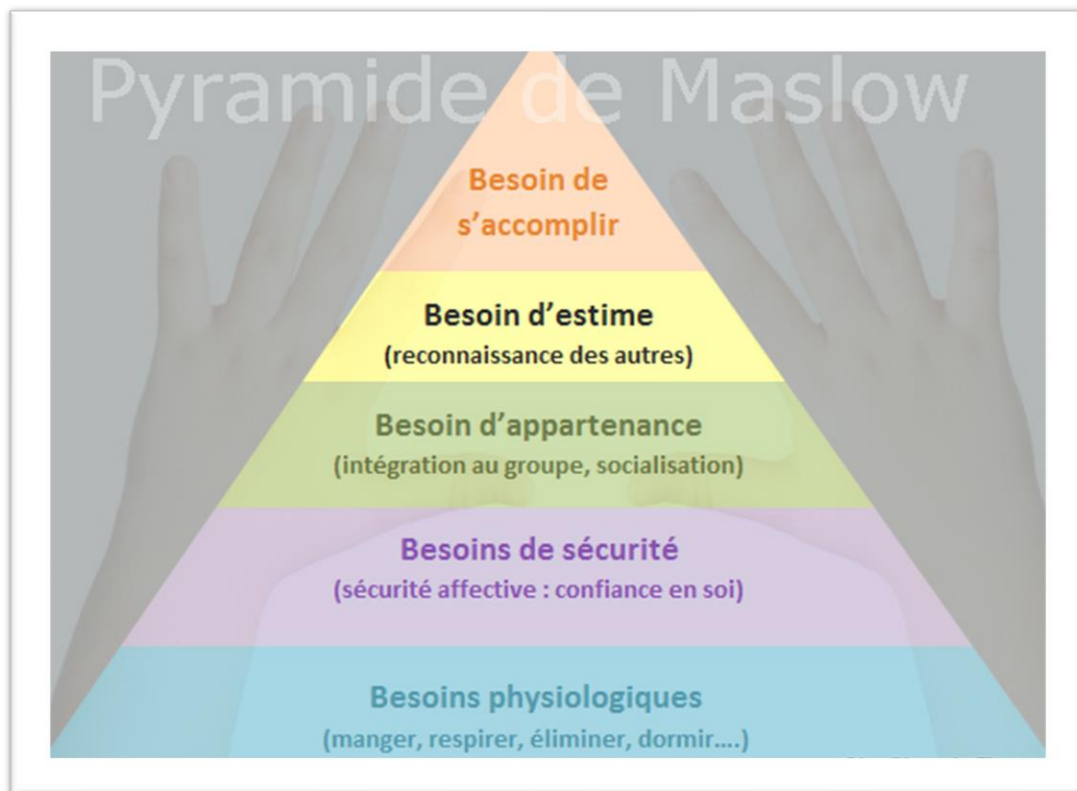 Pyramide de Maslow
Besoin de
s’accomplir
Besoin d’estime
(reconnaissance des autres)
Besoin d’appartenance
(intégration au groupe, socialisation)
Besoins de sécurité
(sécurité affective : confiance en soi)
Besoins physiologiques
(manger, respirer, éliminer, dormir....)